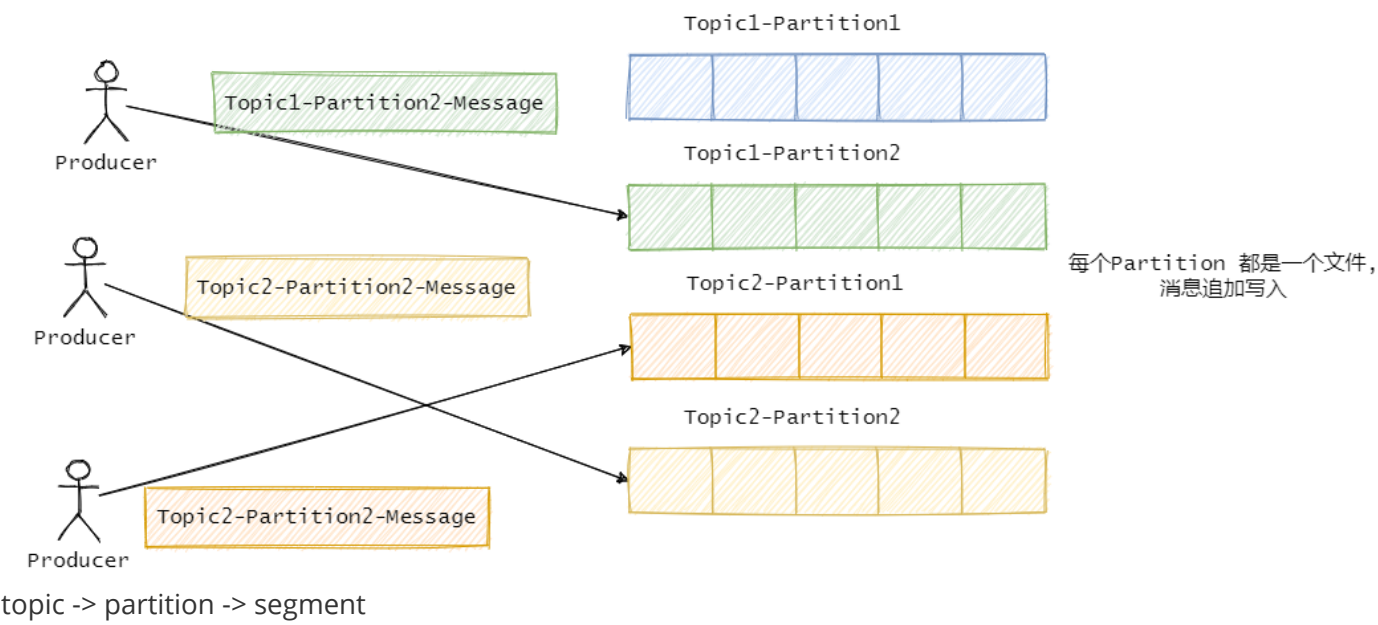 Topic1-Partition1
Topic1-Partition2-Message
Producer
Topic1-Partition2
Topic2-Partition2-Message
Producer
Topic2-Partition1
每个Partition 都是一个文件，
消息追加写入
Topic2-Partition2
Topic2-Partition2-Message
Producer
topic -> partition -> segment